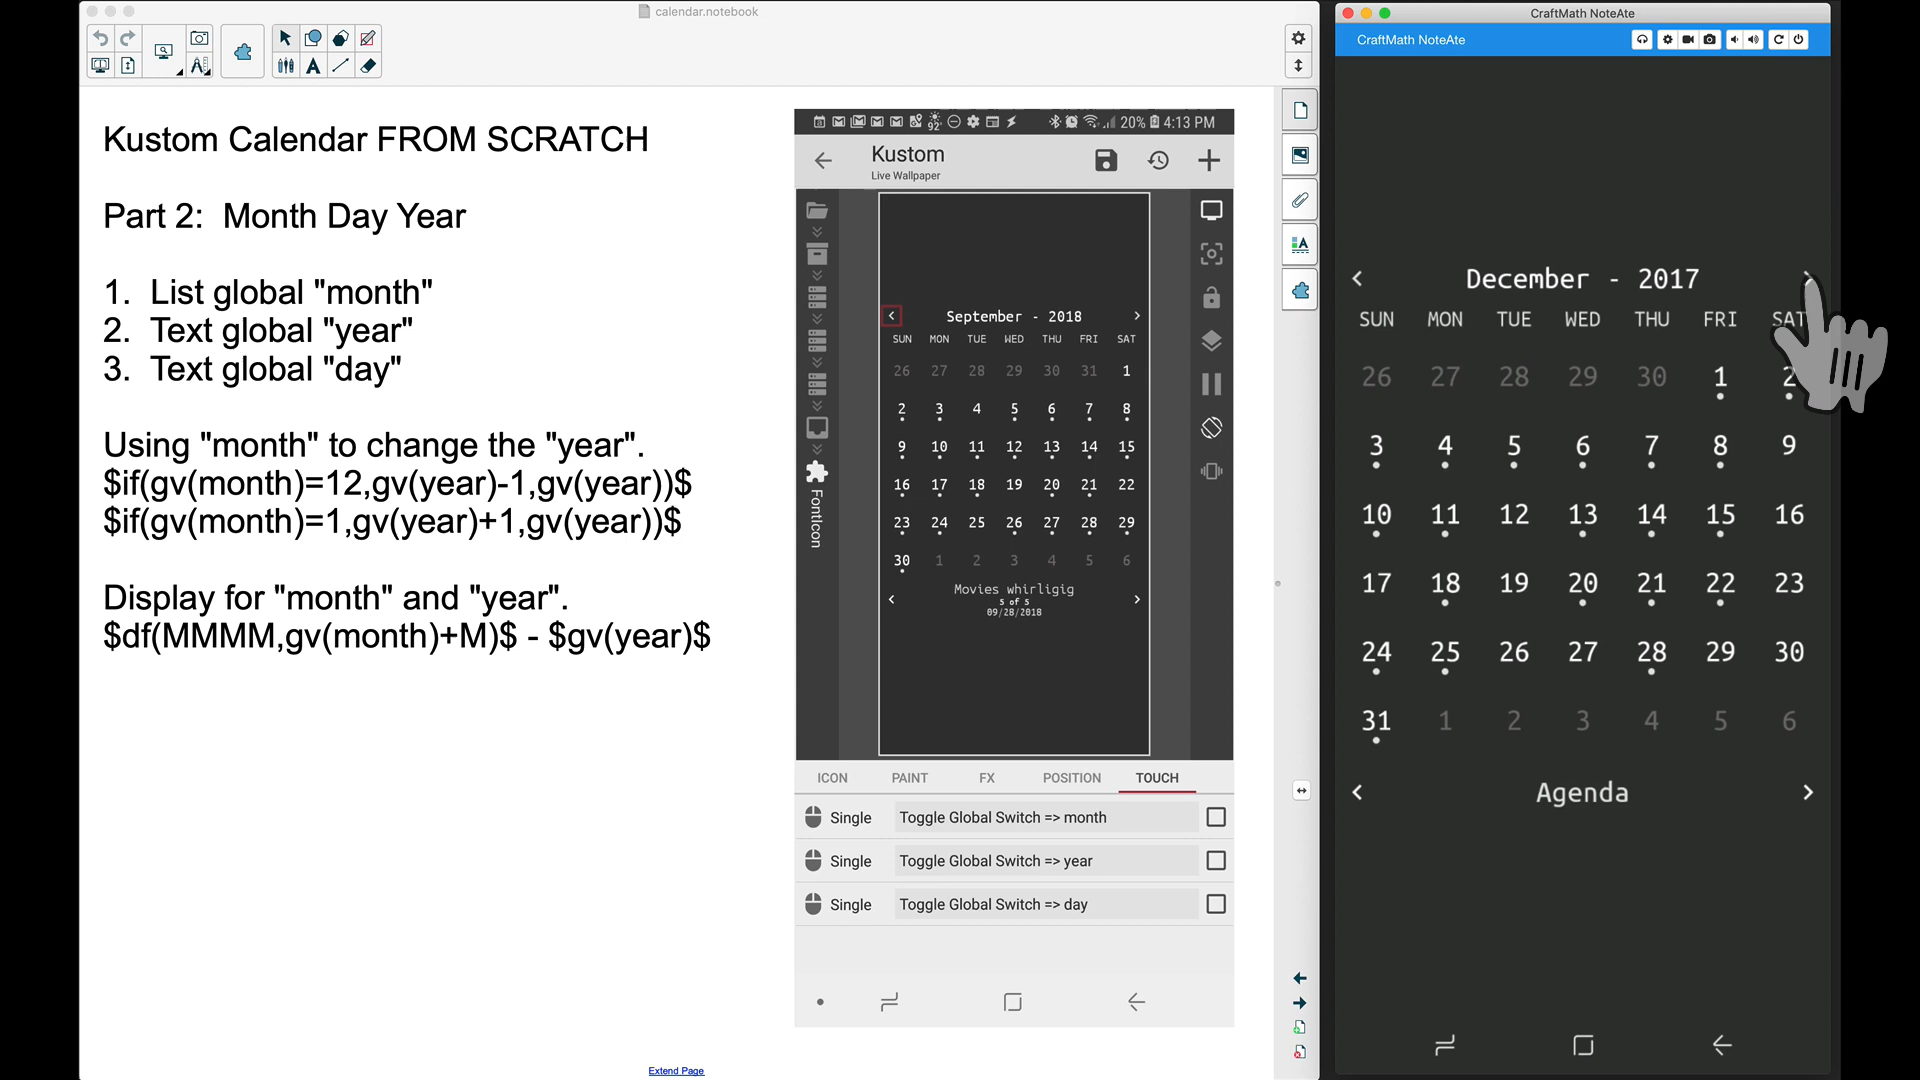 calendar.notebook
Kustom Calendar FROM SCRATCH
Part 2:  Month Day Year
1.  List global "month"
2.  Text global "year"
3.  Text global "day"
Using "month" to change the "year".
$if(gv(month)=12,gv(year)-1,gv(year))$
$if(gv(month)=1,gv(year)+1,gv(year))$
Display for "month" and "year".
$df(MMMM,gv(month)+M)$ - $gv(year)$
Extend Page
92 20% 4:13 PM
Kustom
Live Wallpaper
FontIcon
September - 2018
SUN MON TUE WED THU FRI SAT
26 27 28 29 30 31 1
2 3 4 5 6 7 8
9 10 11 12 13 14 15
16 17 18 19 20 21 22
23 24 25 26 27 28 29
30 1 2 3 4 5 6
Movies whirligig
5 of 5
09/28/2018
ICON PAINT FX POSITION TOUCH
Single Toggle Global Switch => month
Single Toggle Global Switch => year
Single Toggle Global Switch => day
CraftMath NoteAte
CraftMath NoteAte
December - 2017
SUN MON TUE WED THU FRI SAT
26 27 28 29 30 1 2
3 4 5 6 7 8 9
10 11 12 13 14 15 16
17 18 19 20 21 22 23
24 25 26 27 28 29 30
31 1 2 3 4 5 6
Agenda